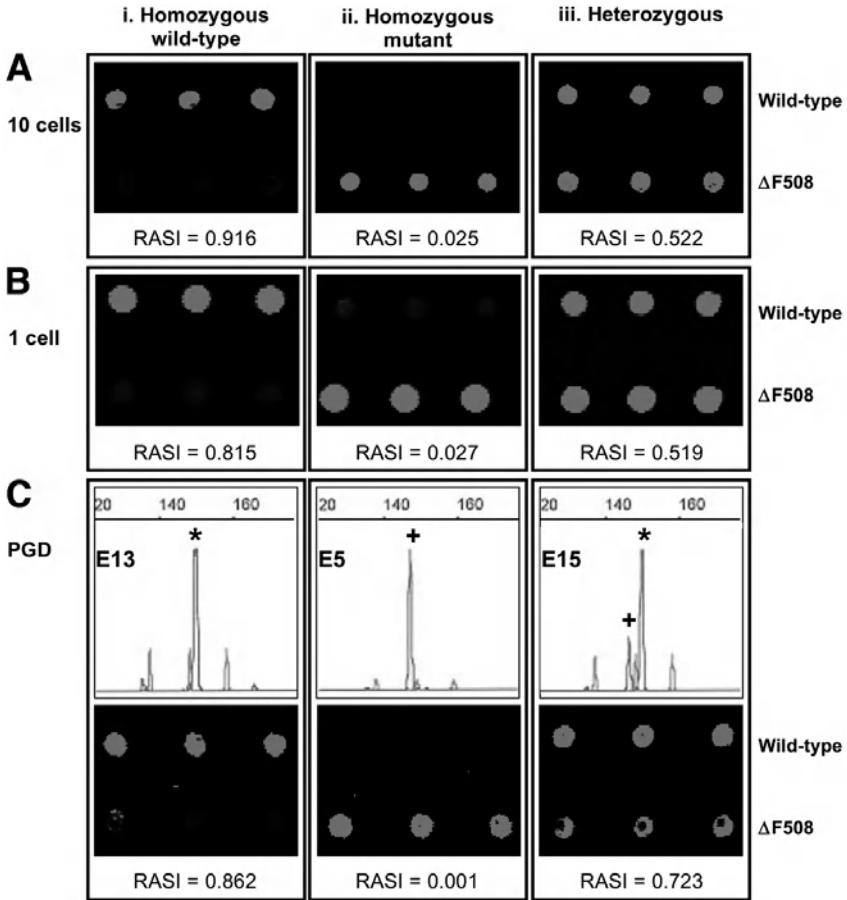 i. Homozygous wild-type
ii. Homozygous mutant
iii. Heterozygous
A
10 cells
Wild-type
ΔF508
RASI = 0.916
RASI = 0.025
RASI = 0.522
B
1 cell
Wild-type
ΔF508
RASI = 0.815
RASI = 0.027
RASI = 0.519
C
PGD
20 140 160
*
E13
20 140 160
+
E5
20 140 160
*
E15
+
Wild-type
ΔF508
RASI = 0.862
RASI = 0.001
RASI = 0.723